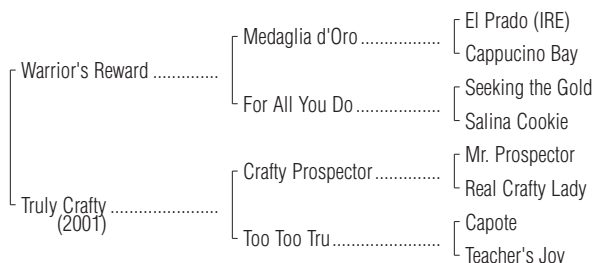 El Prado (IRE)
Medaglia d'Oro ................
Cappucino Bay
Warrior's Reward .............
Seeking the Gold
For All You Do .................
Salina Cookie
Mr. Prospector
Crafty Prospector .............
Real Crafty Lady
Truly Crafty .....................
(2001)
Capote
Too Too Tru .....................
Teacher's Joy